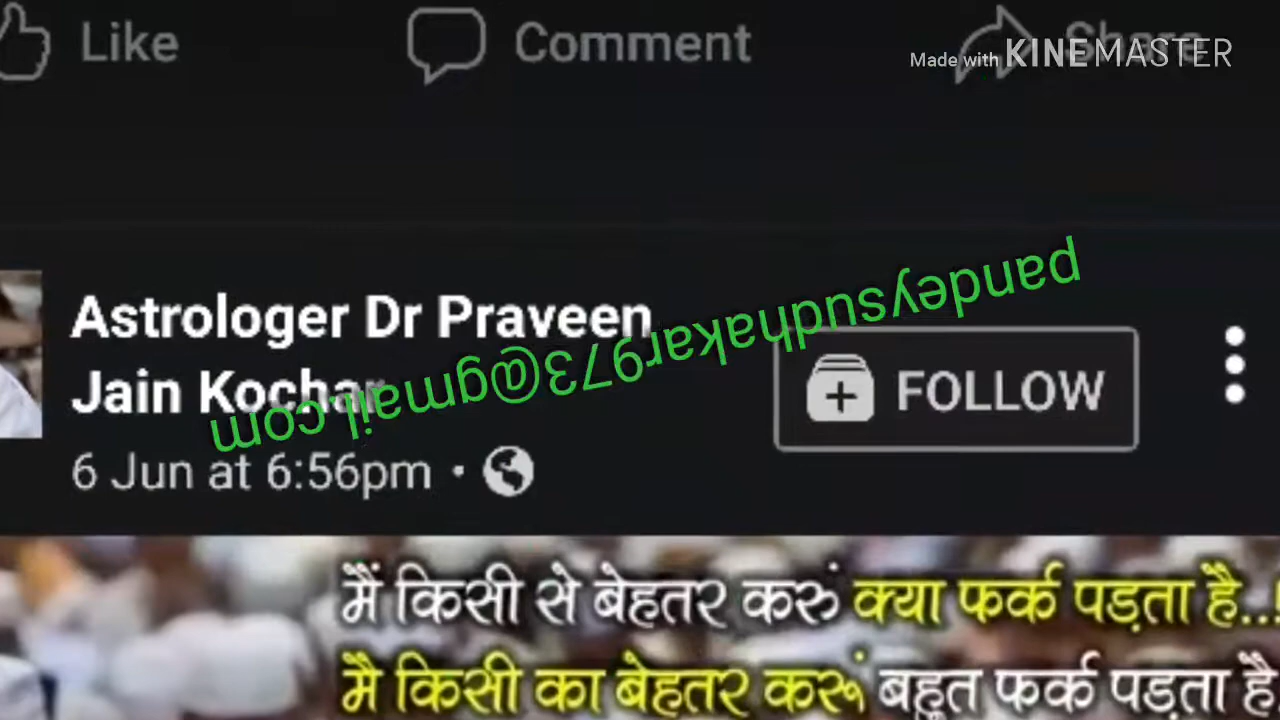 Like Comment Share
Made with KINEMASTER
Astrologer Dr Praveen
Jain Kochar
FOLLOW
pandeysudhakar973@gmail.com
6 Jun at 6:56pm
मैं किसी से बेहतर करुं क्या फर्क पड़ता है..!
मै किसी का बेहतर करूं बहुत फर्क पड़ता है